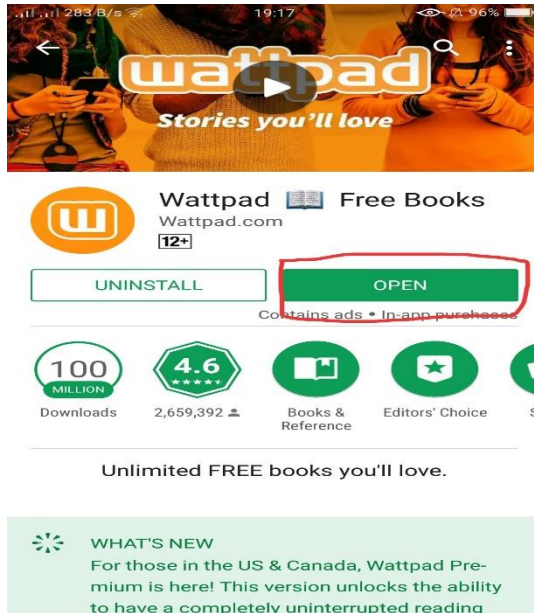 283 B/s 19:17 96%
wattpad
Stories you'll love
Wattpad 📖 Free Books
Wattpad.com
12+
UNINSTALL OPEN
Contains ads • In-app purchases
100
MILLION
4.6
Downloads 2,659,392 Books & Editors' Choice
Reference
Unlimited FREE books you'll love.
WHAT'S NEW
For those in the US & Canada, Wattpad Pre-
mium is here! This version unlocks the ability
to have a completely uninterrupted reading